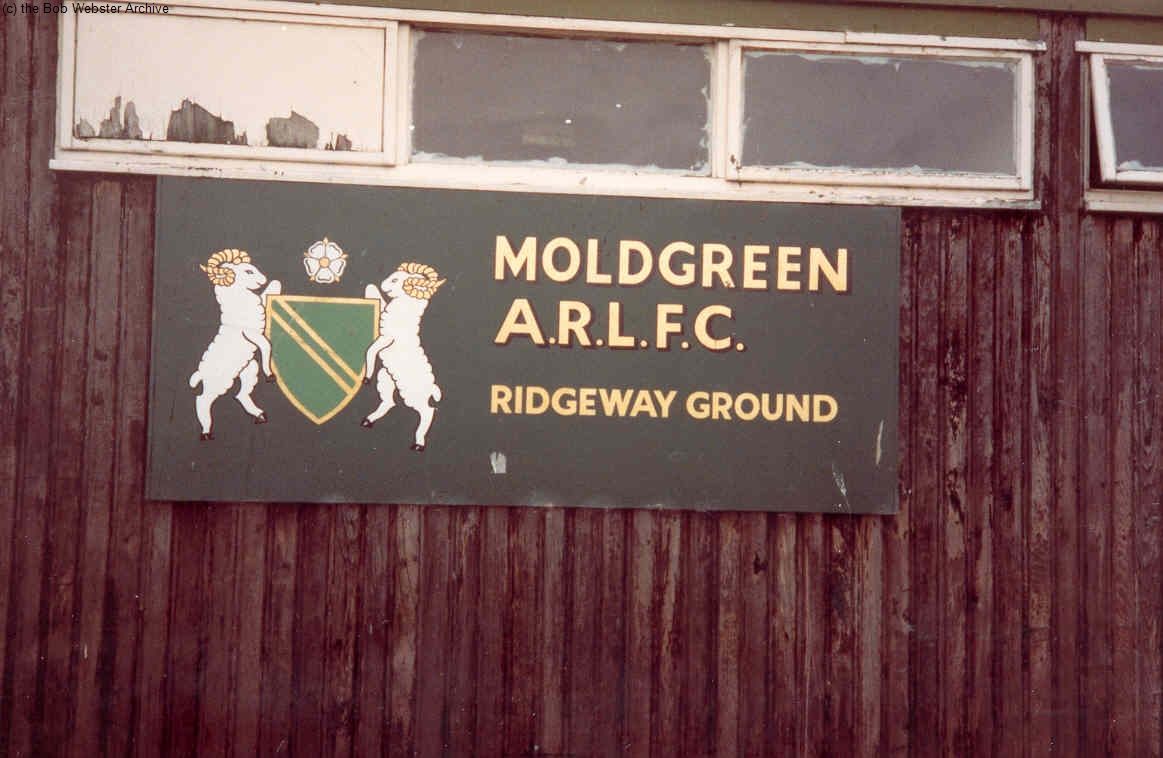 (c) the Bob Webster Archive
MOLDGREEN
A.R.L.F.C.
RIDGEWAY GROUND